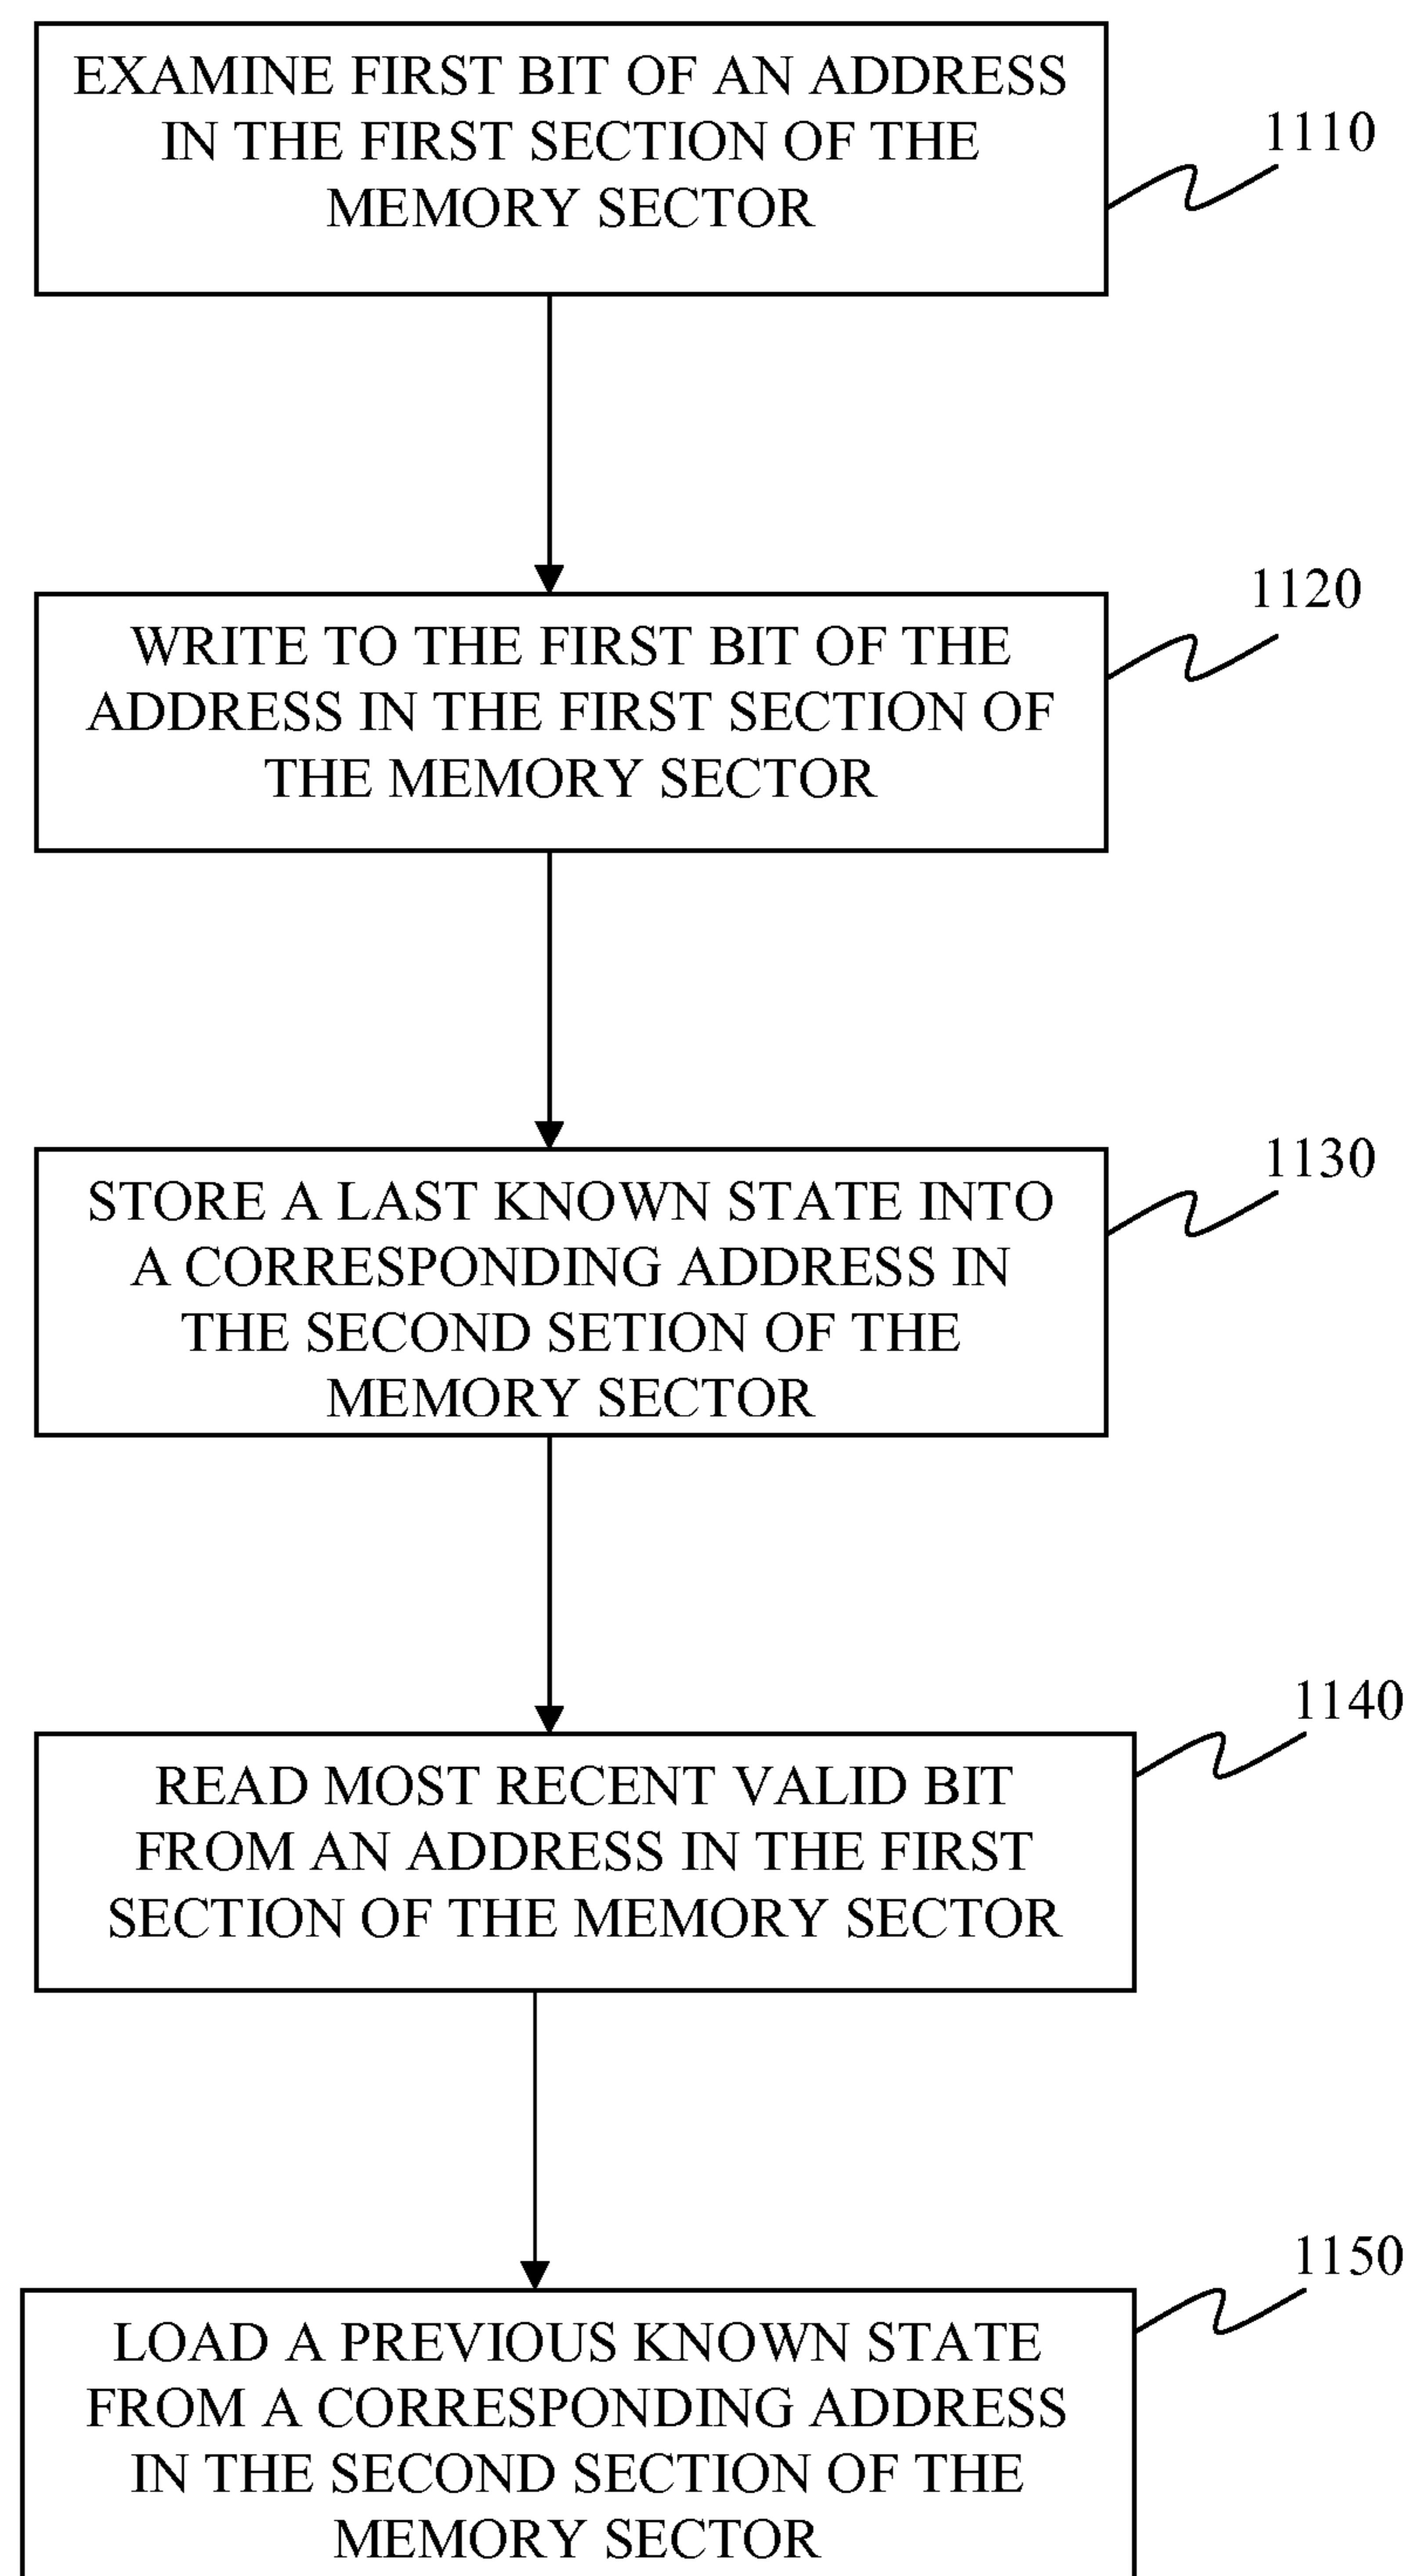 EXAMINE FIRST BIT OF AN ADDRESS
IN THE FIRST SECTION OF THE
MEMORY SECTOR
1110
WRITE TO THE FIRST BIT OF THE
ADDRESS IN THE FIRST SECTION OF
THE MEMORY SECTOR
1120
STORE A LAST KNOWN STATE INTO
A CORRESPONDING ADDRESS IN
THE SECOND SETION OF THE
MEMORY SECTOR
1130
READ MOST RECENT VALID BIT
FROM AN ADDRESS IN THE FIRST
SECTION OF THE MEMORY SECTOR
1140
LOAD A PREVIOUS KNOWN STATE
FROM A CORRESPONDING ADDRESS
IN THE SECOND SECTION OF THE
MEMORY SECTOR
1150